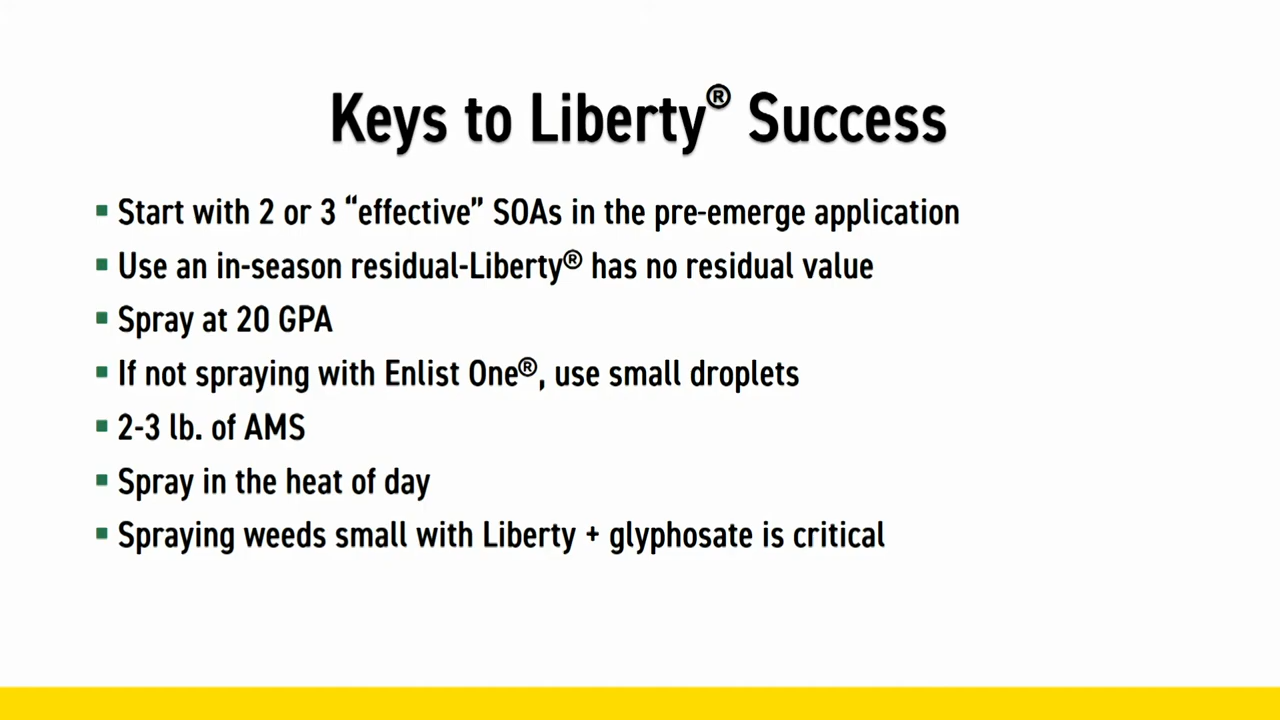 Keys to Liberty® Success
▪ Start with 2 or 3 “effective” SOAs in the pre-emerge application
▪ Use an in-season residual-Liberty® has no residual value
▪ Spray at 20 GPA
▪ If not spraying with Enlist One®, use small droplets
▪ 2-3 lb. of AMS
▪ Spray in the heat of day
▪ Spraying weeds small with Liberty + glyphosate is critical